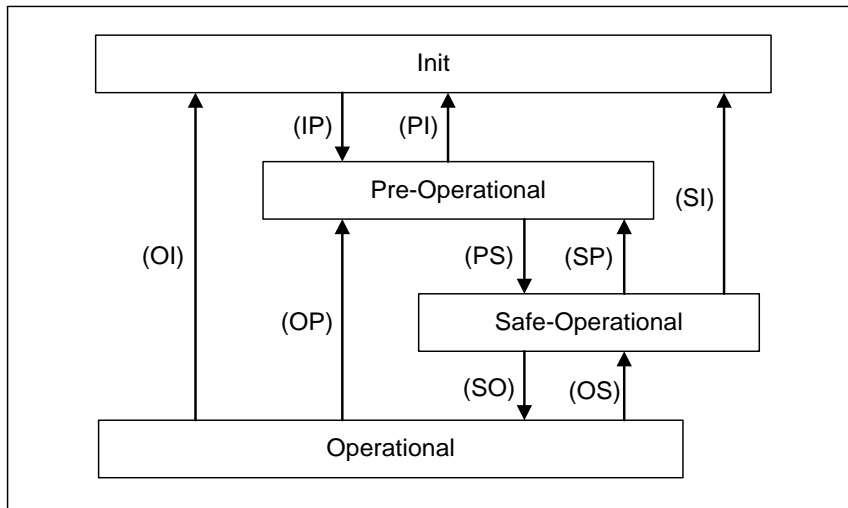 Init
(IP)
(PI)
Pre-Operational
(SI)
(OI)
(PS)
(SP)
(OP)
Safe-Operational
(SO)
(OS)
Operational